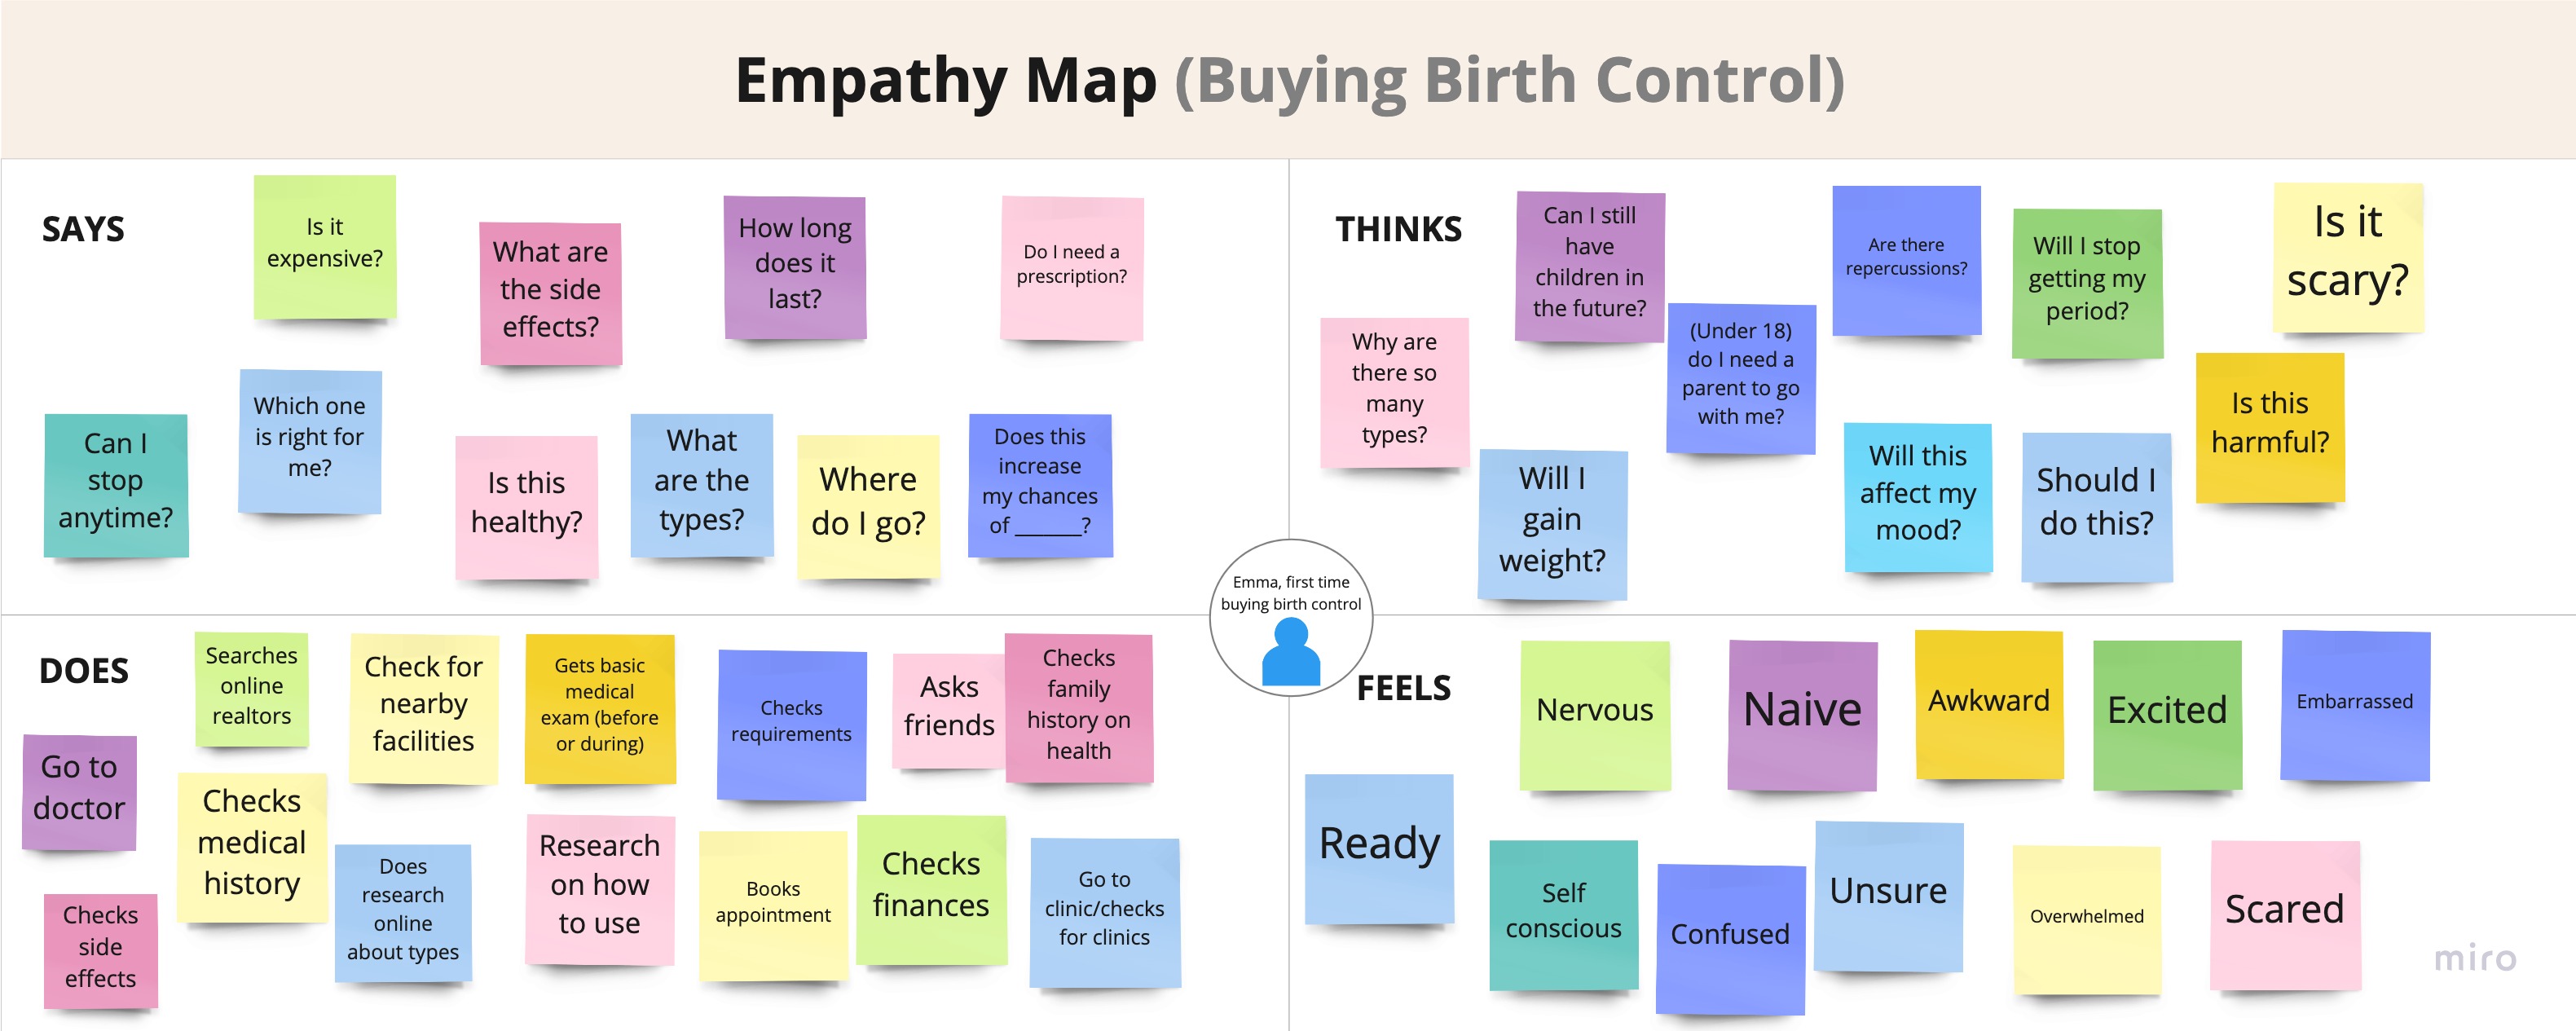 Empathy Map (Buying Birth Control)
SAYS
Is it
expensive?
What are
the side
effects?
How long
does it
last?
Do I need a
prescription?
Can I
stop
anytime?
Which one
is right for
me?
Is this
healthy?
What
are the
types?
Where
do I go?
Does this
increase
my chances
of ______?
THINKS
Can I still
have
children in
the future?
Are there
repercussions?
Will I stop
getting my
period?
Is it
scary?
Why are
there so
many
types?
(Under 18)
do I need a
parent to go
with me?
Is this
harmful?
Will I
gain
weight?
Will this
affect my
mood?
Should I
do this?
Emma, first time
buying birth control
DOES
Searches
online
realtors
Check for
nearby
facilities
Gets basic
medical
exam (before
or during)
Checks
requirements
Asks
friends
Checks
family
history on
health
Go to
doctor
Checks
medical
history
Does
research
online
about types
Research
on how
to use
Books
appointment
Checks
finances
Go to
clinic/checks
for clinics
Checks
side
effects
FEELS
Nervous
Naive
Awkward
Excited
Embarrassed
Ready
Self
conscious
Confused
Unsure
Overwhelmed
Scared
miro